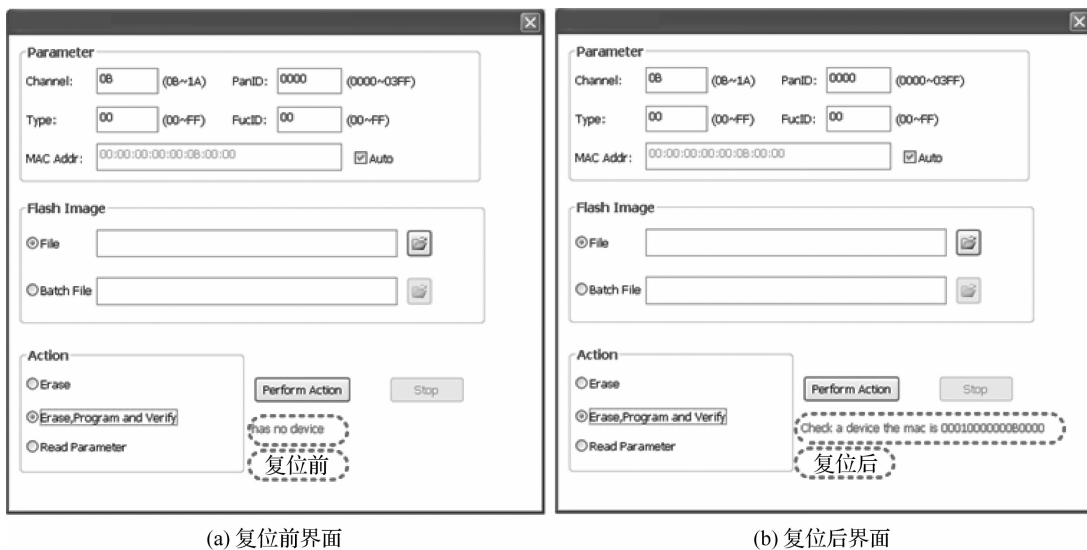 Parameter
Channel: 0B (0B~1A) PanID: 0000 (0000~03FF)
Type: 00 (00~FF) FucID: 00 (00~FF)
MAC Addr: 00:00:00:00:00:0B:00:00 Auto
Flash Image
File
Batch File
Action
Erase
Perform Action Stop
Erase,Program and Verify
has no device
Read Parameter
复位前
(a) 复位前界面
Parameter
Channel: 0B (0B~1A) PanID: 0000 (0000~03FF)
Type: 00 (00~FF) FucID: 00 (00~FF)
MAC Addr: 00:00:00:00:00:0B:00:00 Auto
Flash Image
File
Batch File
Action
Erase
Perform Action Stop
Erase,Program and Verify
Check a device the mac is 00010000000B0000
Read Parameter
复位后
(b) 复位后界面